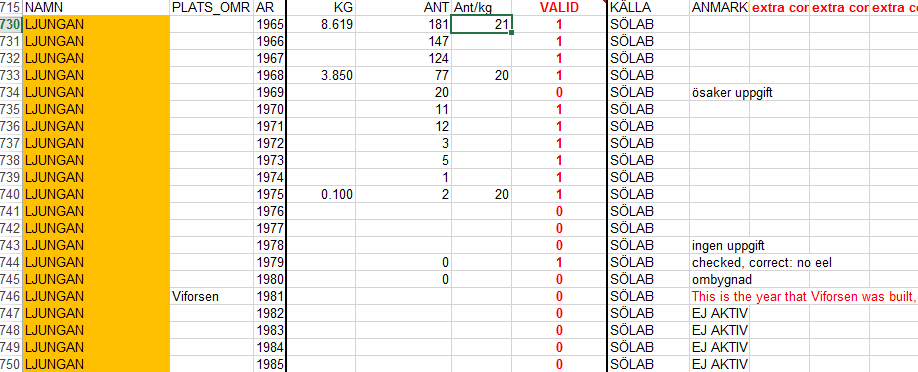 715 NAMN PLATS_OMR AR KG ANT Ant/kg VALID KÄLLA ANMARK extra cor extra cor extra co
730 LJUNGAN 1965 8.619 181 21 1 SÖLAB
731 LJUNGAN 1966 147 1 SÖLAB
732 LJUNGAN 1967 124 1 SÖLAB
733 LJUNGAN 1968 3.850 77 20 1 SÖLAB
734 LJUNGAN 1969 20 0 SÖLAB ösaker uppgift
735 LJUNGAN 1970 11 1 SÖLAB
736 LJUNGAN 1971 12 1 SÖLAB
737 LJUNGAN 1972 3 1 SÖLAB
738 LJUNGAN 1973 5 1 SÖLAB
739 LJUNGAN 1974 1 1 SÖLAB
740 LJUNGAN 1975 0.100 2 20 1 SÖLAB
741 LJUNGAN 1976 0 SÖLAB
742 LJUNGAN 1977 0 SÖLAB
743 LJUNGAN 1978 0 SÖLAB ingen uppgift
744 LJUNGAN 1979 0 1 SÖLAB checked, correct: no eel
745 LJUNGAN 1980 0 0 SÖLAB ombygnad
746 LJUNGAN Viforsen 1981 0 SÖLAB This is the year that Viforsen was built,
747 LJUNGAN 1982 0 SÖLAB EJ AKTIV
748 LJUNGAN 1983 0 SÖLAB EJ AKTIV
749 LJUNGAN 1984 0 SÖLAB EJ AKTIV
750 LJUNGAN 1985 0 SÖLAB EJ AKTIV